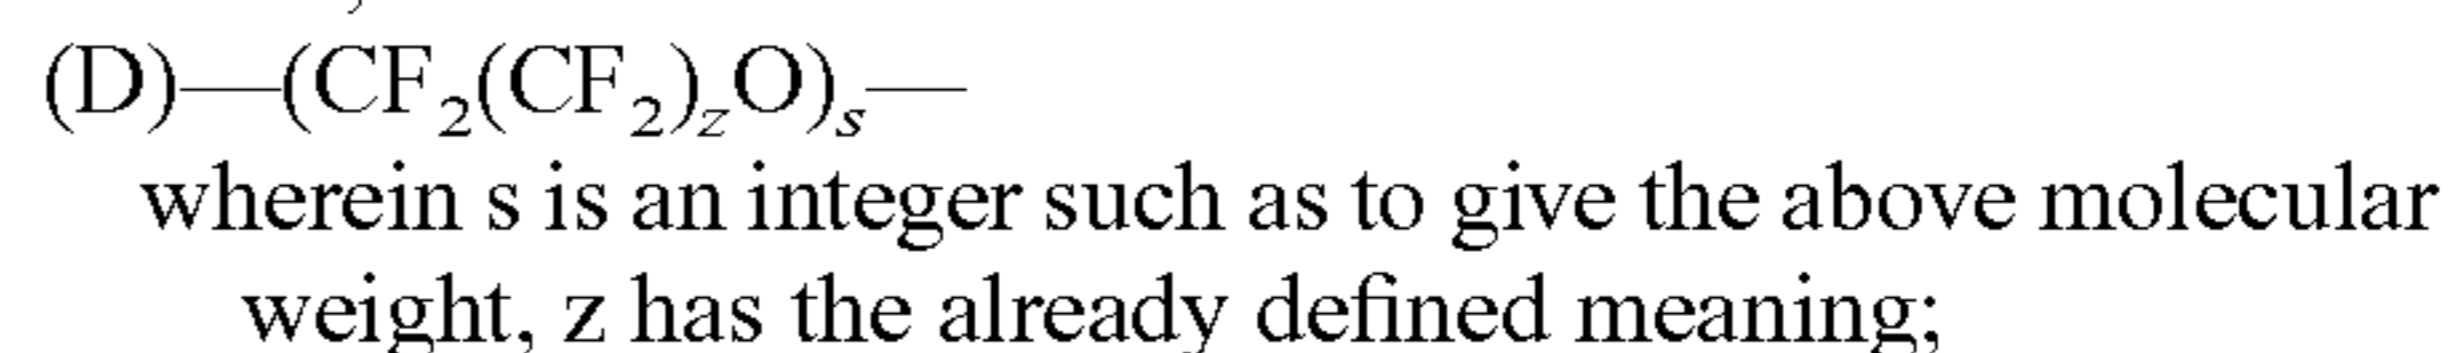 (D)—(CF₂(CF₂)zO)s—
wherein s is an integer such as to give the above molecular
weight, z has the already defined meaning;